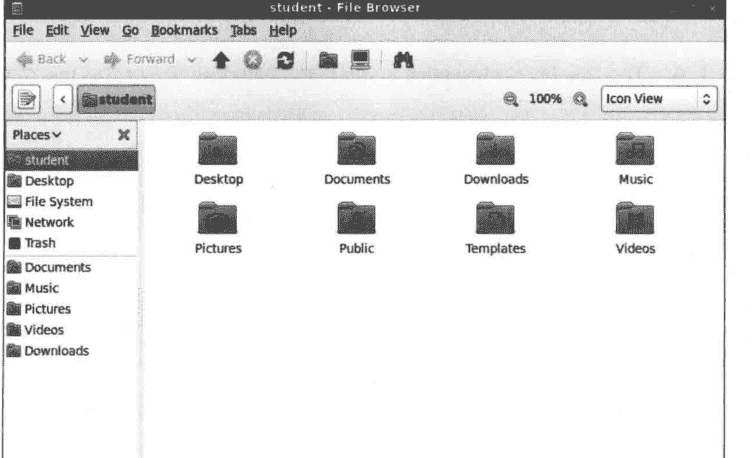 student - File Browser
File Edit View Go Bookmarks Tabs Help
Back Forward
student 100% Icon View
Places
student
Desktop
File System
Network
Trash
Documents
Music
Pictures
Videos
Downloads
Desktop Documents Downloads Music
Pictures Public Templates Videos